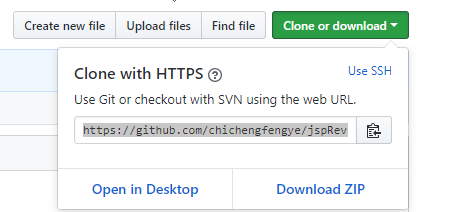 Create new file Upload files Find file Clone or download
Clone with HTTPS ? Use SSH
Use Git or checkout with SVN using the web URL.
https://github.com/chichengfengye/jspRev
Open in Desktop Download ZIP